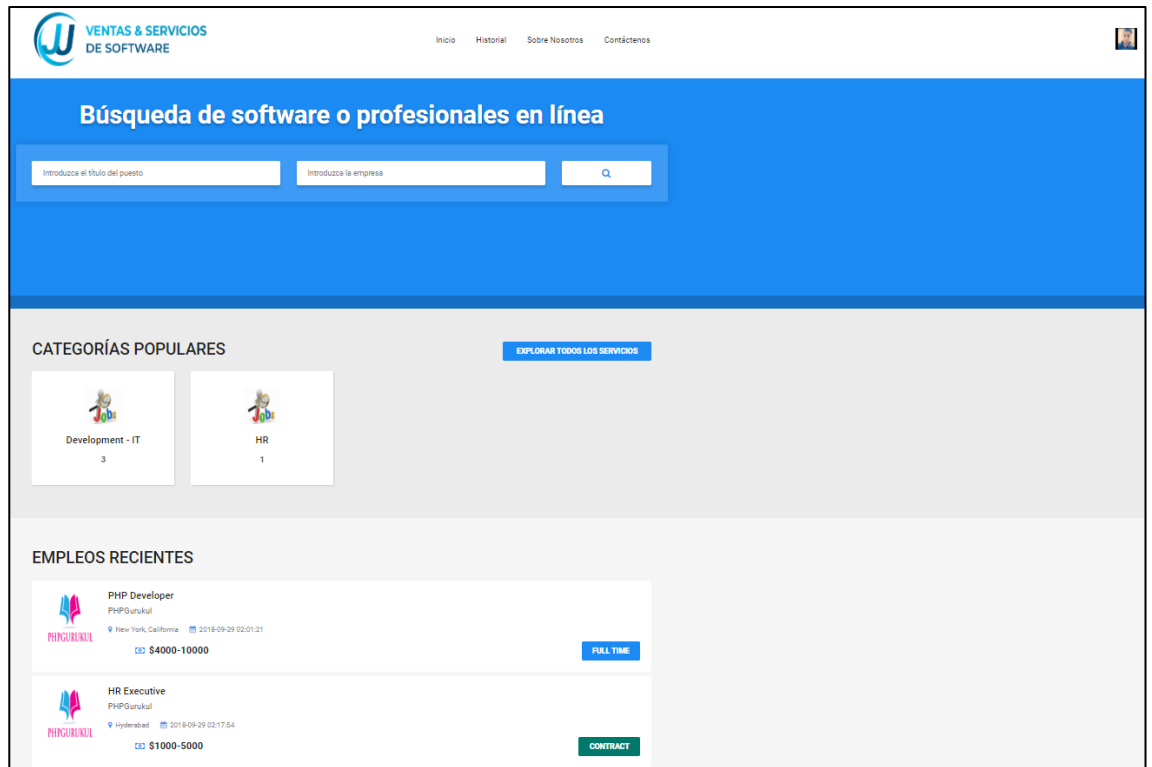 VENTAS & SERVICIOS
DE SOFTWARE
Inicio Historial Sobre Nosotros Contáctenos
Búsqueda de software o profesionales en línea
Introduzca el título del puesto Introduzca la empresa
CATEGORÍAS POPULARES EXPLORAR TODOS LOS SERVICIOS
Jobs Jobs
Development - IT HR
3 1
EMPLEOS RECIENTES
PHP Developer
PHPGurukul
New York, California 2018-09-29 02:01:21
PHPGURUKUL
$4000-10000 FULL TIME
HR Executive
PHPGurukul
Hyderabad 2018-09-29 02:17:54
PHPGURUKUL
$1000-5000 CONTRACT